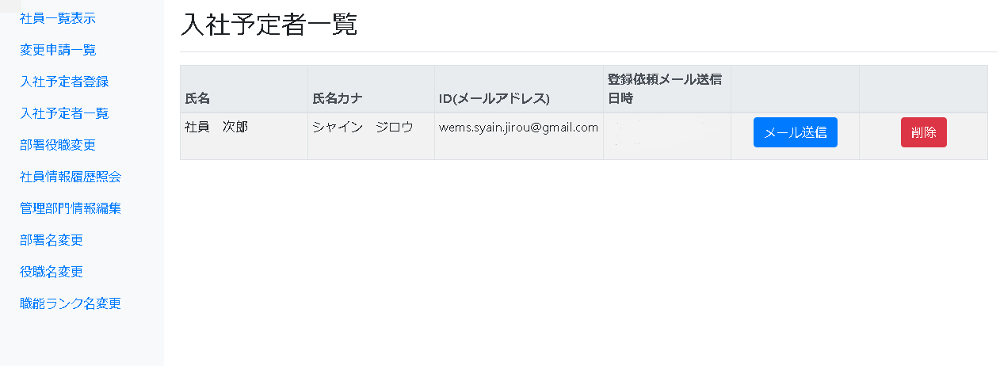 社員一覧表示
変更申請一覧
入社予定者登録
入社予定者一覧
部署役職変更
社員情報履歴照会
管理部門情報編集
部署名変更
役職名変更
職能ランク名変更
入社予定者一覧
氏名 氏名カナ ID(メールアドレス) 登録依頼メール送信
日時
社員　次郎 シャイン　ジロウ wems.syain.jirou@gmail.com メール送信 削除